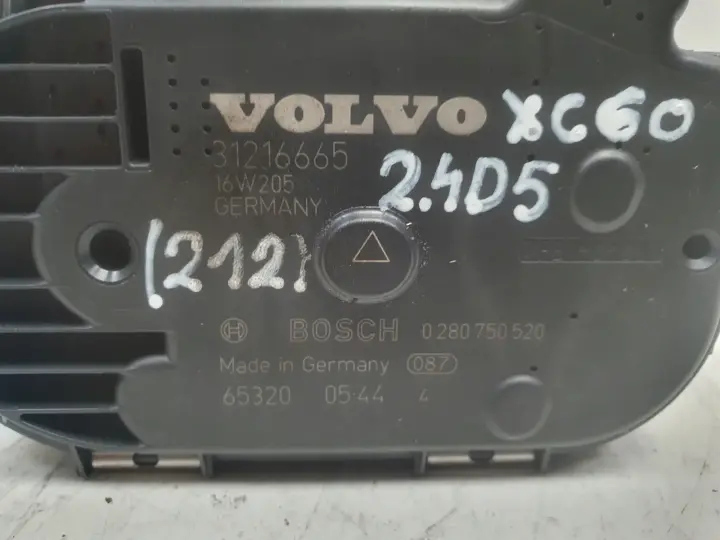 VOLVO XC60
31216665
16W205 2.4D5
GERMANY
(212)
BOSCH 0 280 750 520
Made in Germany 087
65320 05:44 4